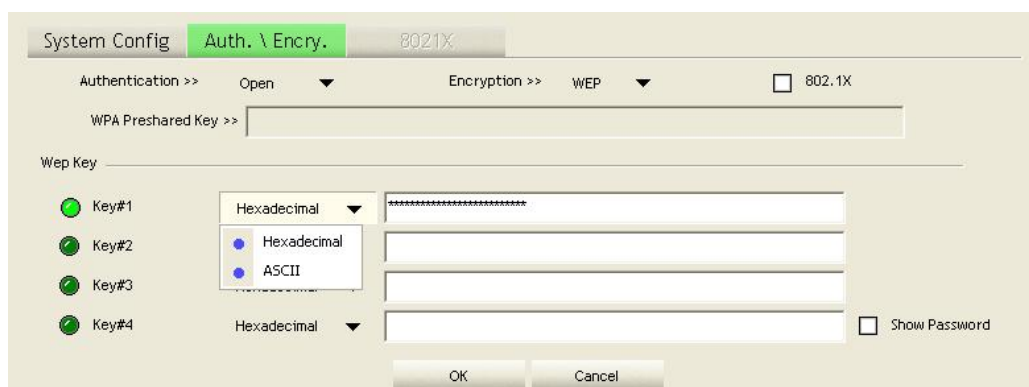 System Config Auth. \ Encry. 8021X
Authentication >> Open Encryption >> WEP 802.1X
WPA Preshared Key >>
Wep Key
Key#1 Hexadecimal **************************
Key#2 Hexadecimal
ASCII
Key#3
Key#4 Hexadecimal Show Password
OK Cancel